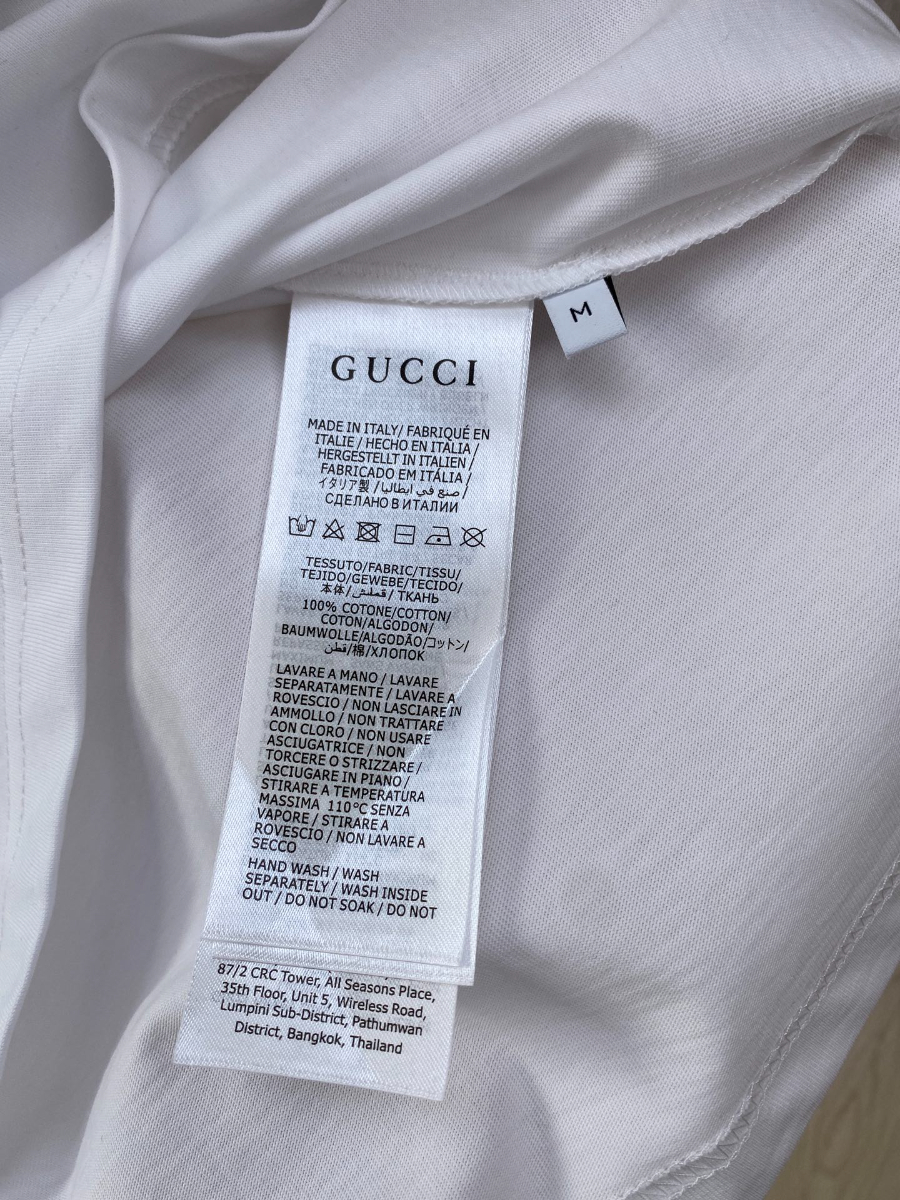 M
GUCCI
MADE IN ITALY/ FABRIQUÉ EN
ITALIE / HECHO EN ITALIA /
HERGESTELLT IN ITALIEN /
FABRICADO EM ITÁLIA /
イタリア製 / صنع في ايطاليا /
СДЕЛАНО В ИТАЛИИ
TESSUTO/FABRIC/TISSU/
TEJIDO/GEWEBE/TECIDO/
本体/قماش/ ТКАНЬ
100% COTONE/COTTON/
COTON/ALGODON/
BAUMWOLLE/ALGODÃO/コットン/
قطن/棉/ХЛОПОК
LAVARE A MANO / LAVARE
SEPARATAMENTE / LAVARE A
ROVESCIO / NON LASCIARE IN
AMMOLLO / NON TRATTARE
CON CLORO / NON USARE
ASCIUGATRICE / NON
TORCERE O STRIZZARE /
ASCIUGARE IN PIANO /
STIRARE A TEMPERATURA
MASSIMA 110°C SENZA
VAPORE / STIRARE A
ROVESCIO / NON LAVARE A
SECCO
HAND WASH / WASH
SEPARATELY / WASH INSIDE
OUT / DO NOT SOAK / DO NOT
87/2 CRC Tower, All Seasons Place,
35th Floor, Unit 5, Wireless Road,
Lumpini Sub-District, Pathumwan
District, Bangkok, Thailand